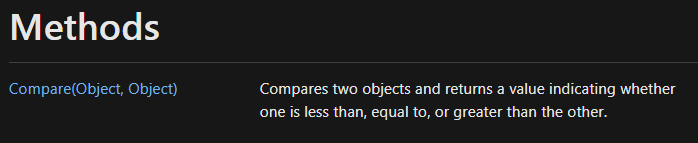 Methods
Compare(Object, Object)
Compares two objects and returns a value indicating whether
one is less than, equal to, or greater than the other.